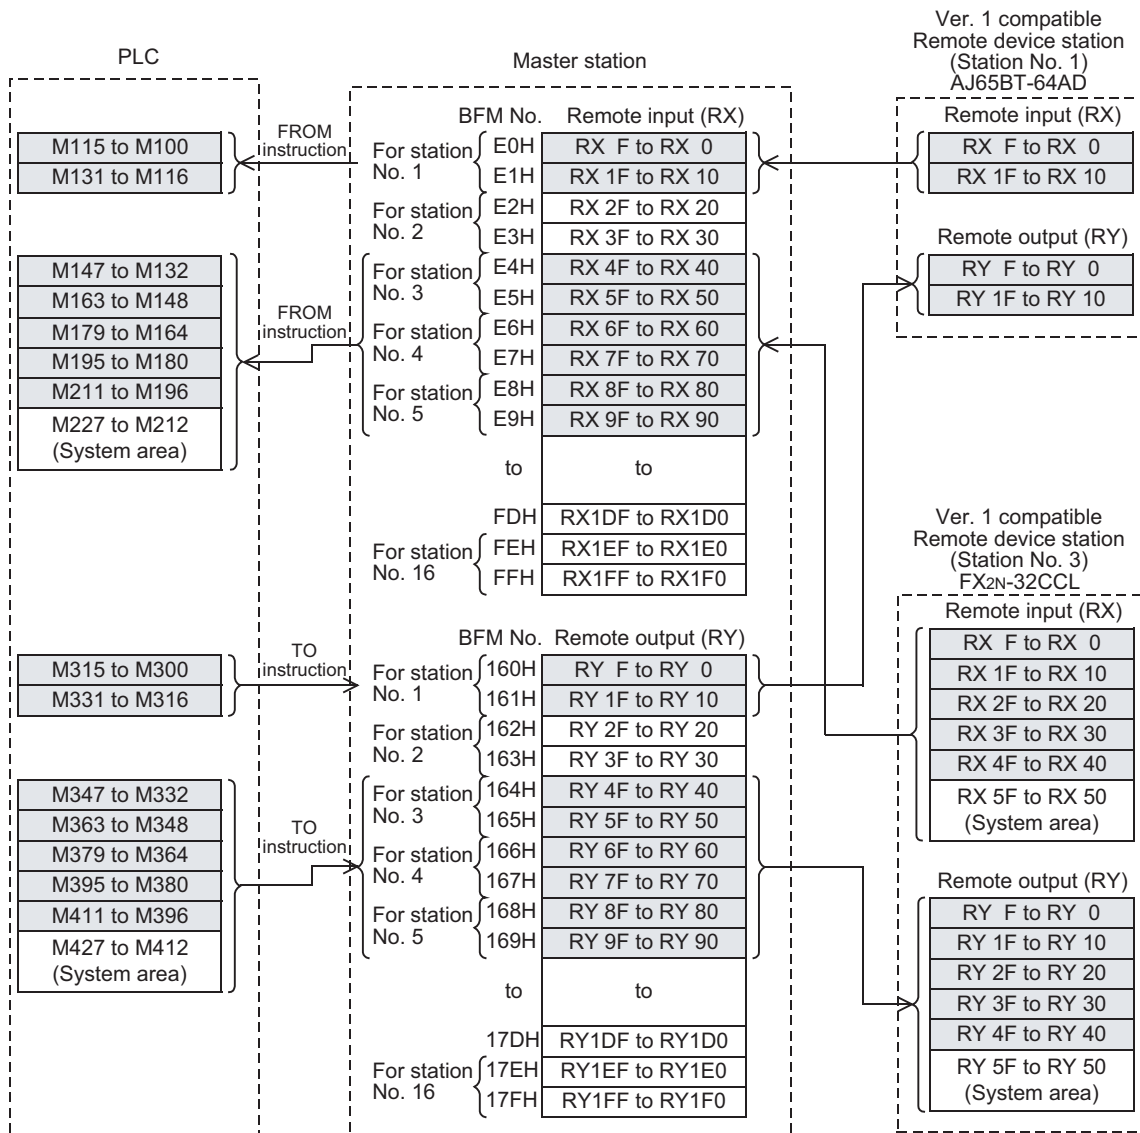 PLC
M115 to M100
M131 to M116
FROM
instruction
M147 to M132
M163 to M148
M179 to M164
M195 to M180
M211 to M196
M227 to M212
(System area)
FROM
instruction
M315 to M300
M331 to M316
TO
instruction
M347 to M332
M363 to M348
M379 to M364
M395 to M380
M411 to M396
M427 to M412
(System area)
TO
instruction
Master station
BFM No. Remote input (RX)
For station
No. 1
E0H RX F to RX 0
E1H RX 1F to RX 10
For station
No. 2
E2H RX 2F to RX 20
E3H RX 3F to RX 30
For station
No. 3
E4H RX 4F to RX 40
E5H RX 5F to RX 50
For station
No. 4
E6H RX 6F to RX 60
E7H RX 7F to RX 70
For station
No. 5
E8H RX 8F to RX 80
E9H RX 9F to RX 90
to to
FDH RX1DF to RX1D0
For station
No. 16
FEH RX1EF to RX1E0
FFH RX1FF to RX1F0
BFM No. Remote output (RY)
For station
No. 1
160H RY F to RY 0
161H RY 1F to RY 10
For station
No. 2
162H RY 2F to RY 20
163H RY 3F to RY 30
For station
No. 3
164H RY 4F to RY 40
165H RY 5F to RY 50
For station
No. 4
166H RY 6F to RY 60
167H RY 7F to RY 70
For station
No. 5
168H RY 8F to RY 80
169H RY 9F to RY 90
to to
17DH RY1DF to RY1D0
For station
No. 16
17EH RY1EF to RY1E0
17FH RY1FF to RY1F0
Ver. 1 compatible
Remote device station
(Station No. 1)
AJ65BT-64AD
Remote input (RX)
RX F to RX 0
RX 1F to RX 10
Remote output (RY)
RY F to RY 0
RY 1F to RY 10
Ver. 1 compatible
Remote device station
(Station No. 3)
FX2N-32CCL
Remote input (RX)
RX F to RX 0
RX 1F to RX 10
RX 2F to RX 20
RX 3F to RX 30
RX 4F to RX 40
RX 5F to RX 50
(System area)
Remote output (RY)
RY F to RY 0
RY 1F to RY 10
RY 2F to RY 20
RY 3F to RY 30
RY 4F to RY 40
RY 5F to RY 50
(System area)